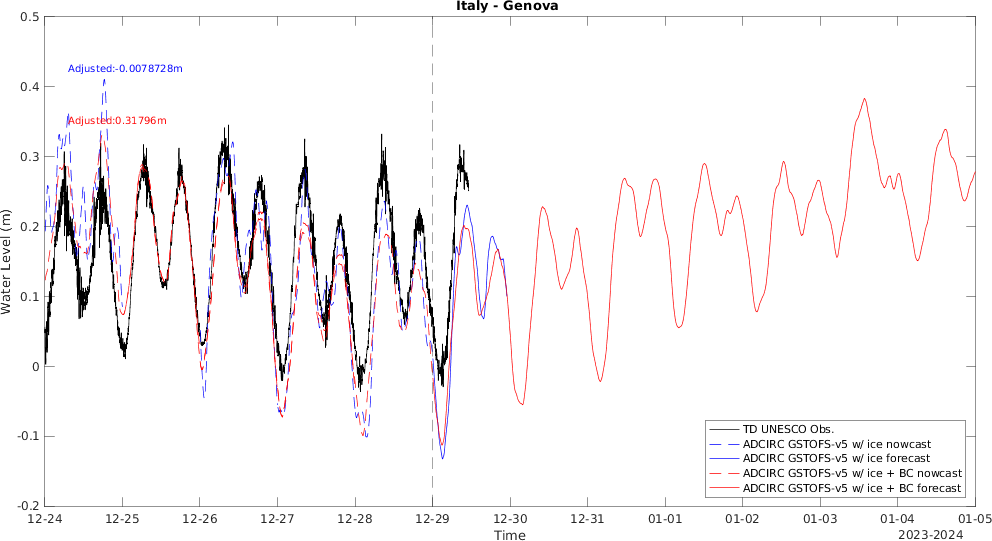 Italy - Genova
Adjusted:-0.0078728m
Adjusted:0.31796m
Water Level (m)
0.5
0.4
0.3
0.2
0.1
0
-0.1
-0.2
12-24 12-25 12-26 12-27 12-28 12-29 12-30 12-31 01-01 01-02 01-03 01-04 01-05
Time
2023-2024
TD UNESCO Obs.
ADCIRC GSTOFS-v5 w/ ice nowcast
ADCIRC GSTOFS-v5 w/ ice forecast
ADCIRC GSTOFS-v5 w/ ice + BC nowcast
ADCIRC GSTOFS-v5 w/ ice + BC forecast